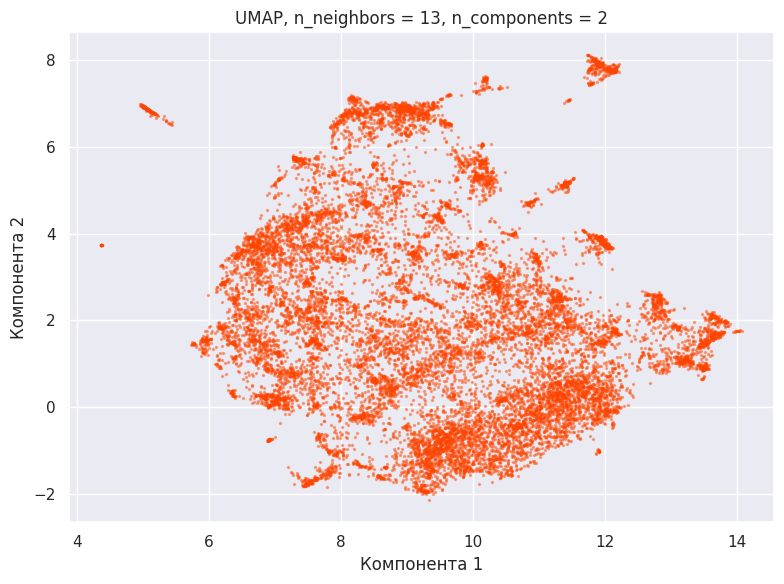 UMAP, n_neighbors = 13, n_components = 2
Компонента 2
8
6
4
2
0
−2
4 6 8 10 12 14
Компонента 1